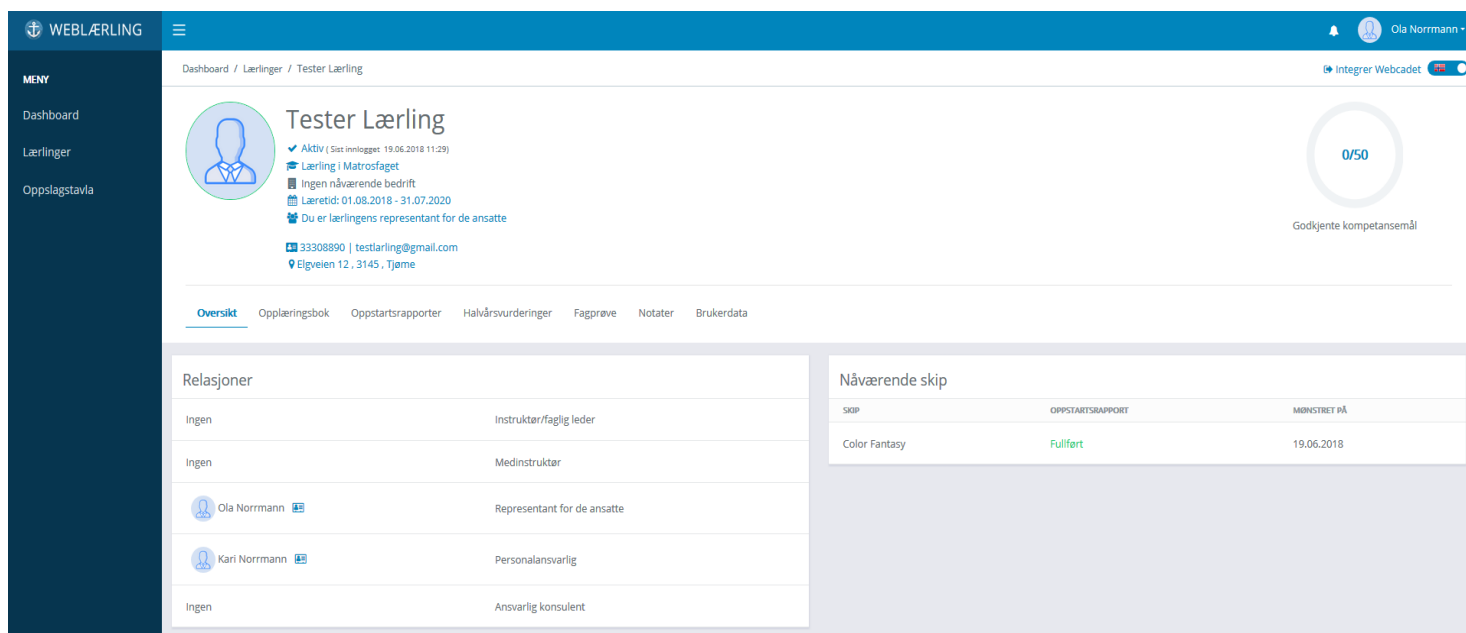 WEBLÆRLING
Ola Norrmann
MENY
Dashboard
Lærlinger
Oppslagstavla
Dashboard / Lærlinger / Tester Lærling
Integrer Webcadet
Tester Lærling
Aktiv ( Sist innlogget 19.06.2018 11:29)
Lærling i Matrosfaget
Ingen nåværende bedrift
Læretid: 01.08.2018 - 31.07.2020
Du er lærlingens representant for de ansatte
33308890 | testlarling@gmail.com
Elgveien 12 , 3145 , Tjøme
0/50
Godkjente kompetansemål
Oversikt Opplæringsbok Oppstartsrapporter Halvårsvurderinger Fagprøve Notater Brukerdata
Relasjoner
Ingen Instruktør/faglig leder
Ingen Medinstruktør
Ola Norrmann Representant for de ansatte
Kari Norrmann Personalansvarlig
Ingen Ansvarlig konsulent
Nåværende skip
SKIP OPPSTARTSRAPPORT MØNSTRET PÅ
Color Fantasy Fullført 19.06.2018